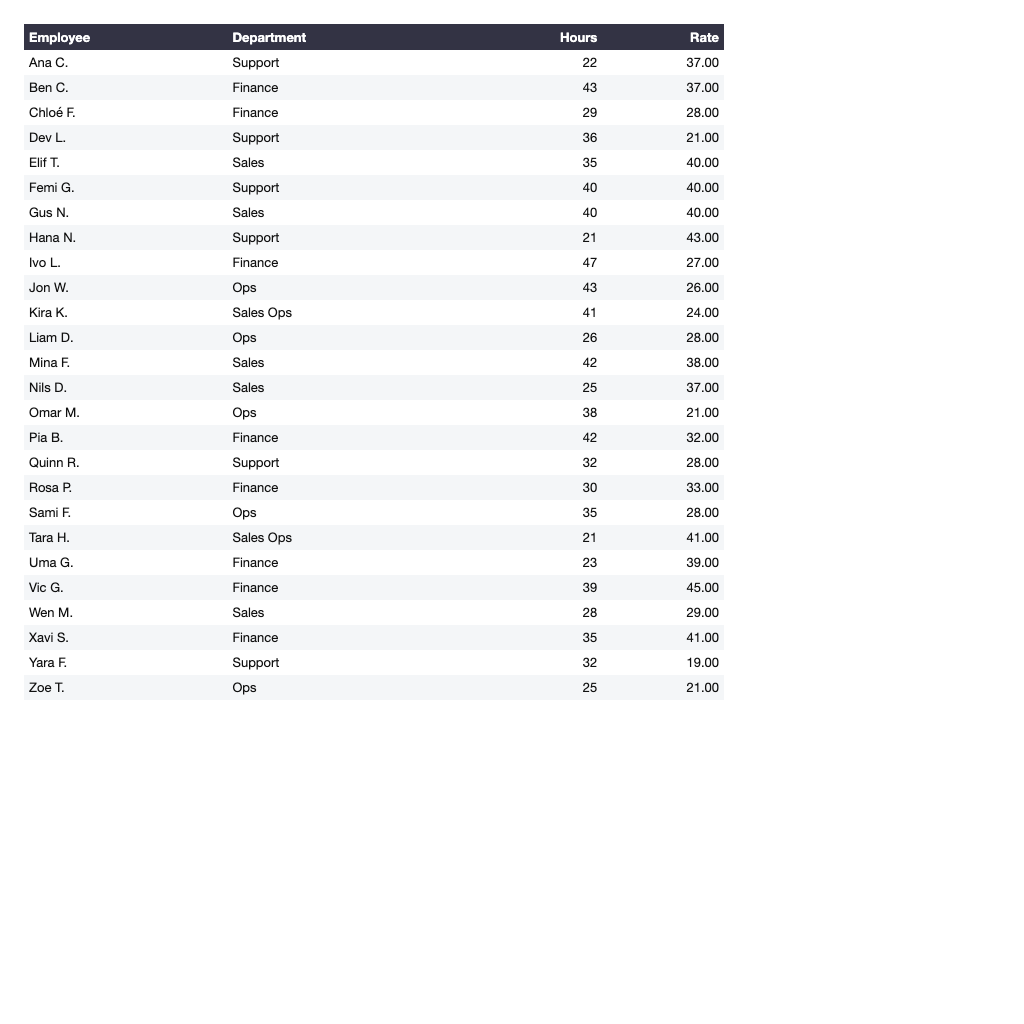 Employee Department Hours Rate
Ana C. Support 22 37.00
Ben C. Finance 43 37.00
Chloé F. Finance 29 28.00
Dev L. Support 36 21.00
Elif T. Sales 35 40.00
Femi G. Support 40 40.00
Gus N. Sales 40 40.00
Hana N. Support 21 43.00
Ivo L. Finance 47 27.00
Jon W. Ops 43 26.00
Kira K. Sales Ops 41 24.00
Liam D. Ops 26 28.00
Mina F. Sales 42 38.00
Nils D. Sales 25 37.00
Omar M. Ops 38 21.00
Pia B. Finance 42 32.00
Quinn R. Support 32 28.00
Rosa P. Finance 30 33.00
Sami F. Ops 35 28.00
Tara H. Sales Ops 21 41.00
Uma G. Finance 23 39.00
Vic G. Finance 39 45.00
Wen M. Sales 28 29.00
Xavi S. Finance 35 41.00
Yara F. Support 32 19.00
Zoe T. Ops 25 21.00